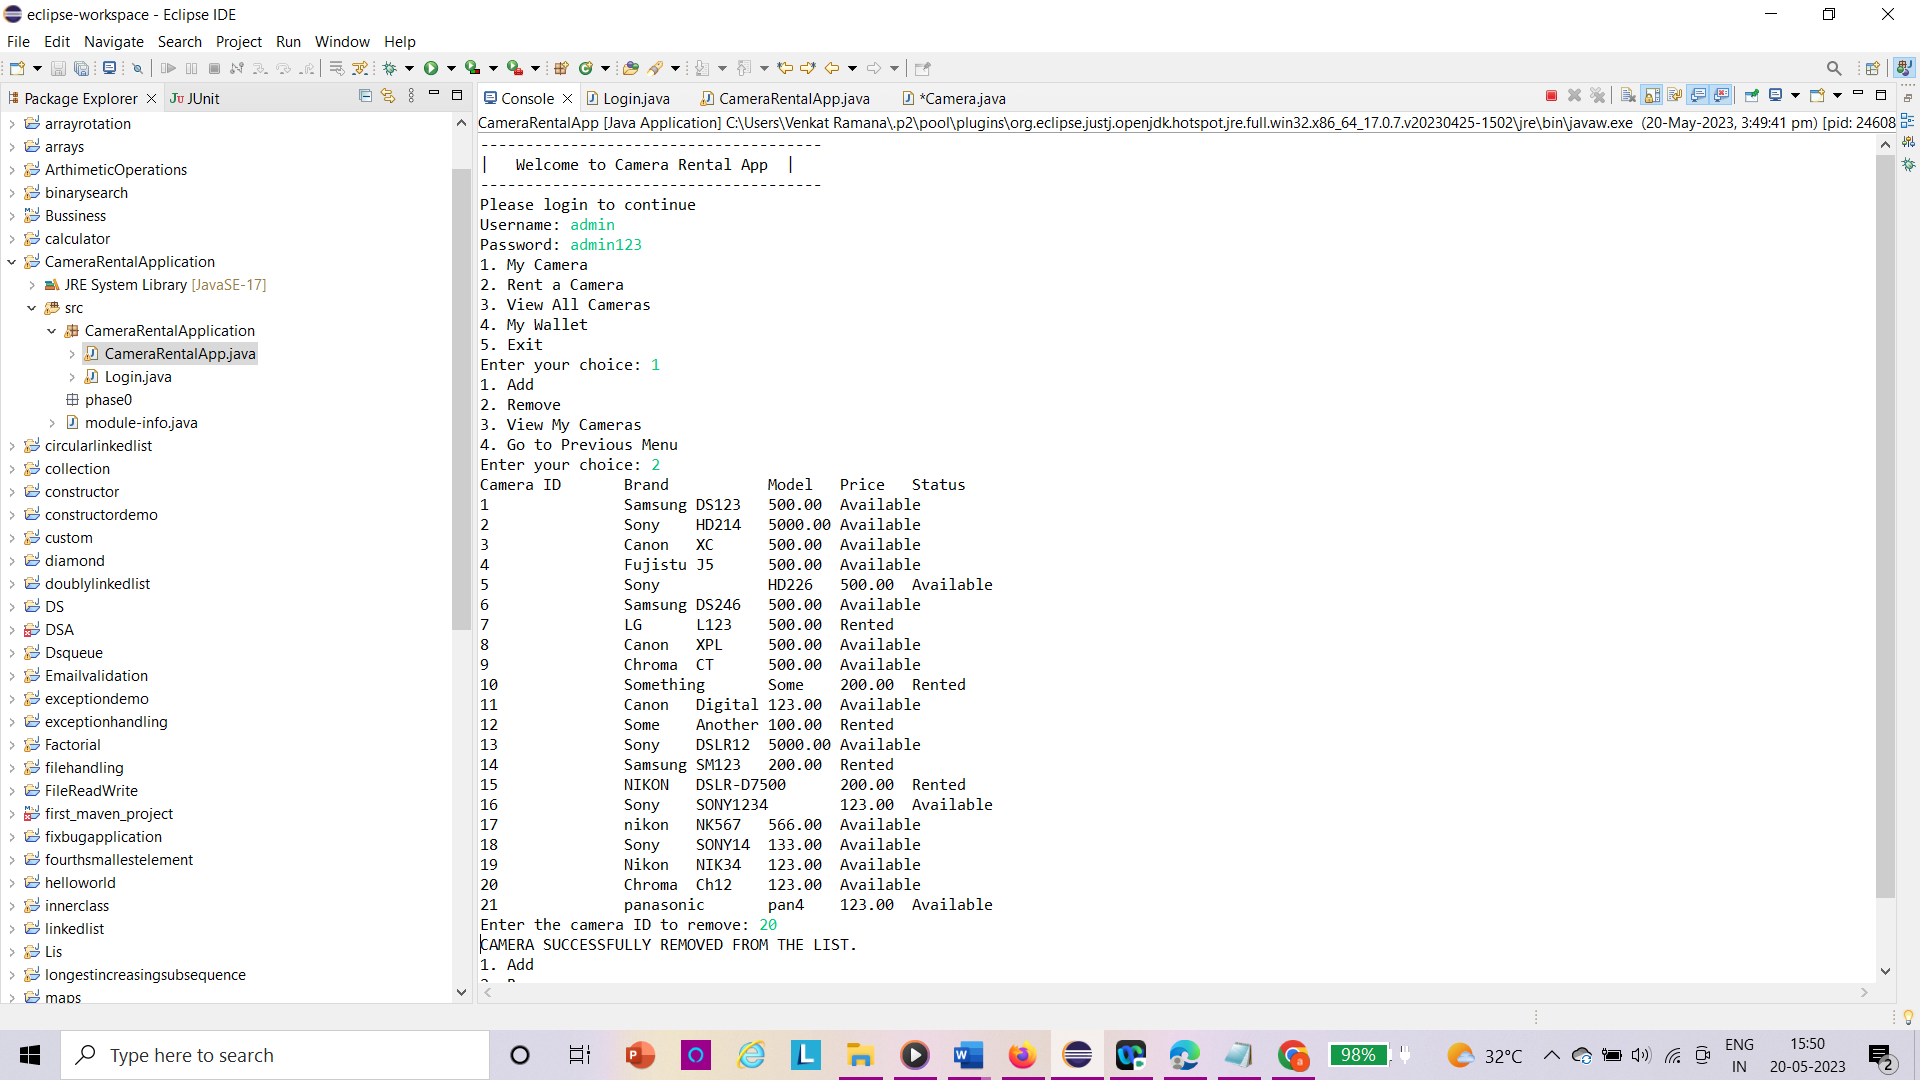 eclipse-workspace - Eclipse IDE
File Edit Navigate Search Project Run Window Help
Package Explorer JUnit
Console Login.java CameraRentalApp.java *Camera.java
CameraRentalApp [Java Application] C:\Users\Venkat Ramana\.p2\pool\plugins\org.eclipse.justj.openjdk.hotspot.jre.full.win32.x86_64_17.0.7.v20230425-1502\jre\bin\javaw.exe (20-May-2023, 3:49:41 pm) [pid: 24608
arrayrotation
arrays
ArthimeticOperations
binarysearch
Bussiness
calculator
CameraRentalApplication
JRE System Library [JavaSE-17]
src
CameraRentalApplication
CameraRentalApp.java
Login.java
phase0
module-info.java
circularlinkedlist
collection
constructor
constructordemo
custom
diamond
doublylinkedlist
DS
DSA
Dsqueue
Emailvalidation
exceptiondemo
exceptionhandling
Factorial
filehandling
FileReadWrite
first_maven_project
fixbugapplication
fourthsmallestelement
helloworld
innerclass
linkedlist
Lis
longestincreasingsubsequence
maps
--------------------------------------
| Welcome to Camera Rental App |
--------------------------------------
Please login to continue
Username: admin
Password: admin123
1. My Camera
2. Rent a Camera
3. View All Cameras
4. My Wallet
5. Exit
Enter your choice: 1
1. Add
2. Remove
3. View My Cameras
4. Go to Previous Menu
Enter your choice: 2
Camera ID Brand Model Price Status
1 Samsung DS123 500.00 Available
2 Sony HD214 5000.00 Available
3 Canon XC 500.00 Available
4 Fujistu J5 500.00 Available
5 Sony HD226 500.00 Available
6 Samsung DS246 500.00 Available
7 LG L123 500.00 Rented
8 Canon XPL 500.00 Available
9 Chroma CT 500.00 Available
10 Something Some 200.00 Rented
11 Canon Digital 123.00 Available
12 Some Another 100.00 Rented
13 Sony DSLR12 5000.00 Available
14 Samsung SM123 200.00 Rented
15 NIKON DSLR-D7500 200.00 Rented
16 Sony SONY1234 123.00 Available
17 nikon NK567 566.00 Available
18 Sony SONY14 133.00 Available
19 Nikon NIK34 123.00 Available
20 Chroma Ch12 123.00 Available
21 panasonic pan4 123.00 Available
Enter the camera ID to remove: 20
CAMERA SUCCESSFULLY REMOVED FROM THE LIST.
1. Add
Type here to search
98%
32°C
ENG
IN
15:50
20-05-2023
2